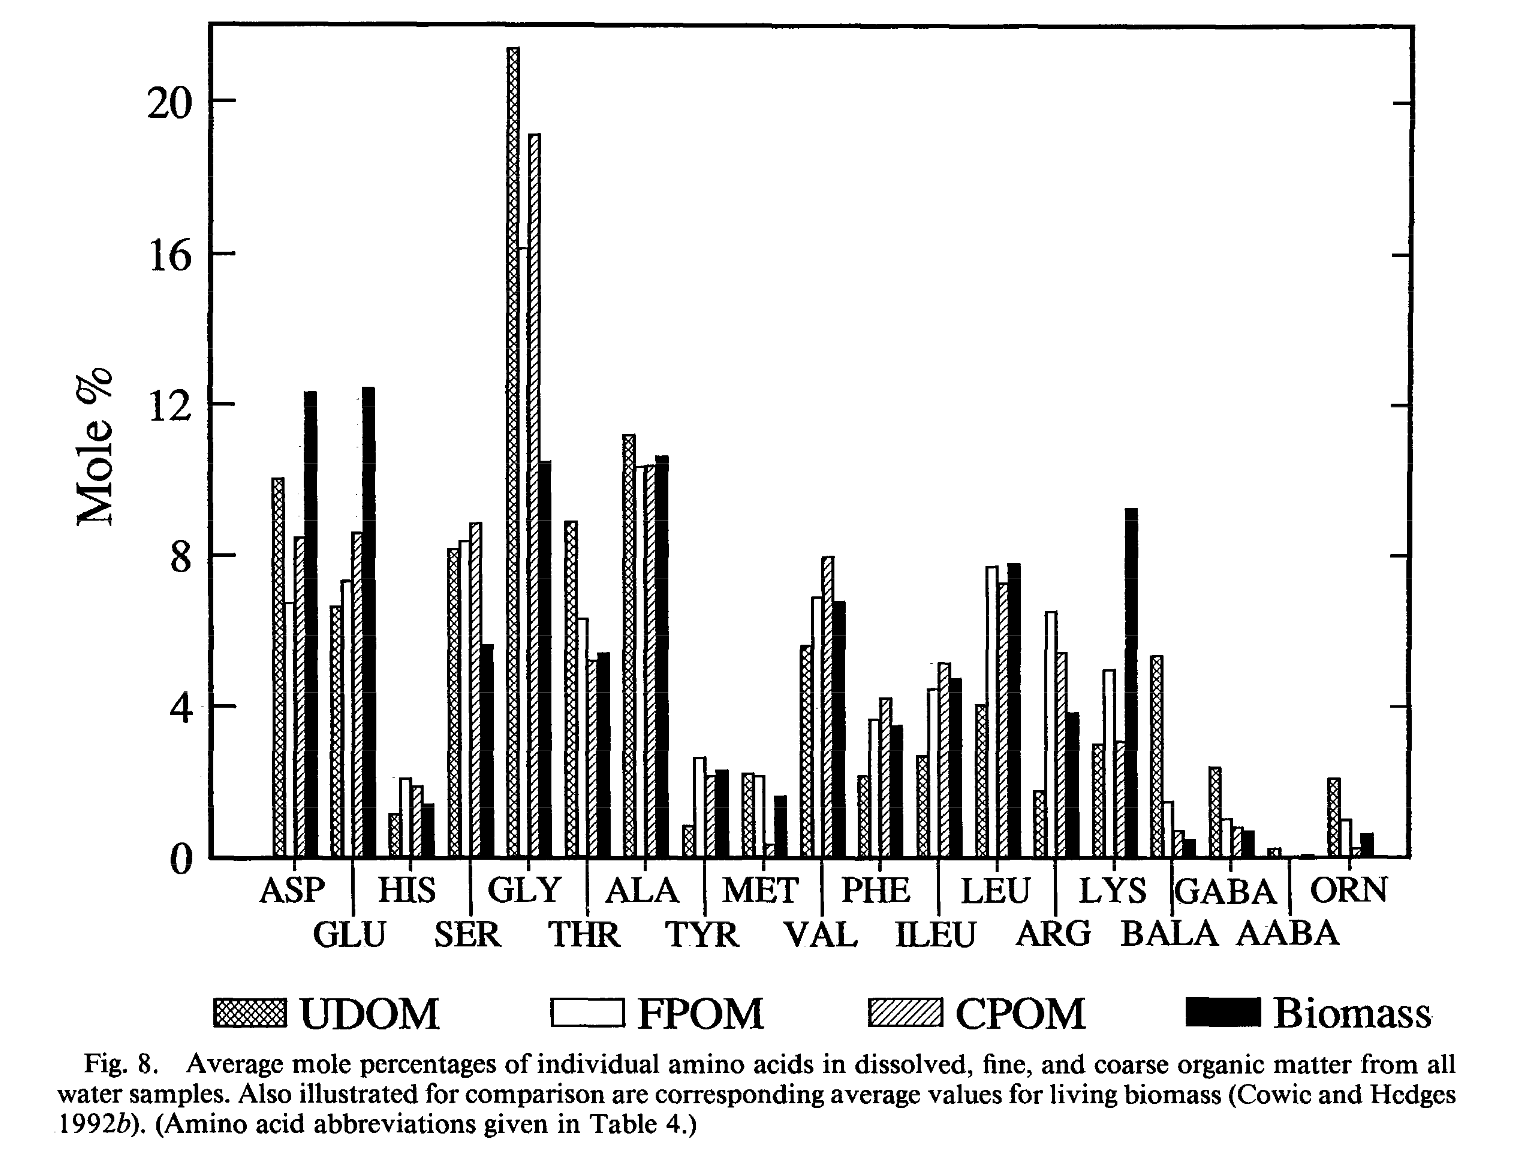 20
16
12
8
4
0
Mole %
ASP HIS GLY ALA MET PHE LEU LYS GABA ORN
GLU SER THR TYR VAL ILEU ARG BALA AABA
UDOM FPOM CPOM Biomass
Fig. 8. Average mole percentages of individual amino acids in dissolved, fine, and coarse organic matter from all
water samples. Also illustrated for comparison are corresponding average values for living biomass (Cowie and Hedges
1992b). (Amino acid abbreviations given in Table 4.)